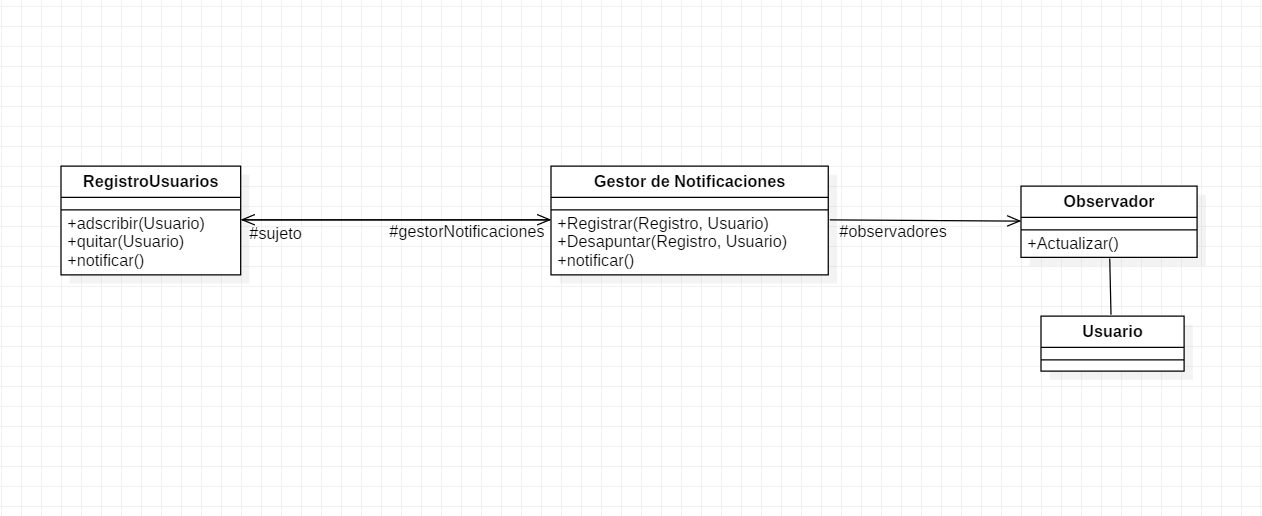 RegistroUsuarios
+adscribir(Usuario)
+quitar(Usuario)
+notificar()
#sujeto
#gestorNotificaciones
Gestor de Notificaciones
+Registrar(Registro, Usuario)
+Desapuntar(Registro, Usuario)
+notificar()
#observadores
Observador
+Actualizar()
Usuario